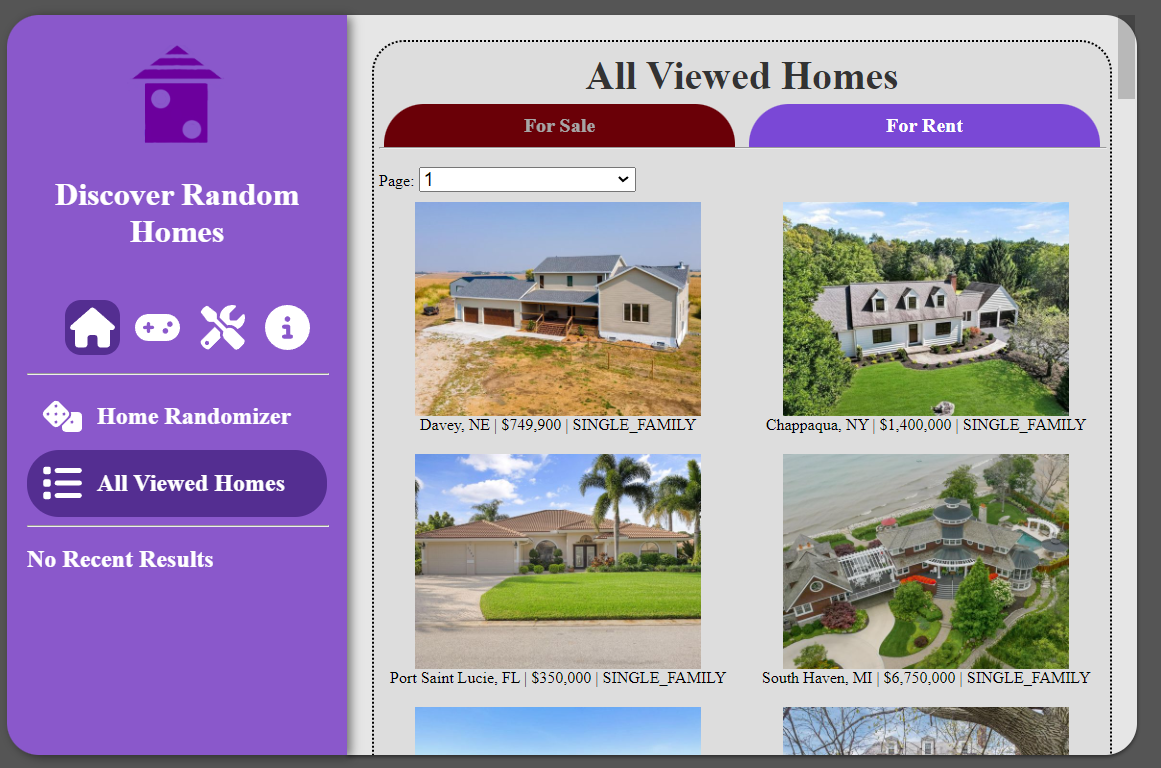 Discover Random
Homes
Home Randomizer
All Viewed Homes
No Recent Results
All Viewed Homes
For Sale
For Rent
Page: 1
Davey, NE | $749,900 | SINGLE_FAMILY
Chappaqua, NY | $1,400,000 | SINGLE_FAMILY
Port Saint Lucie, FL | $350,000 | SINGLE_FAMILY
South Haven, MI | $6,750,000 | SINGLE_FAMILY